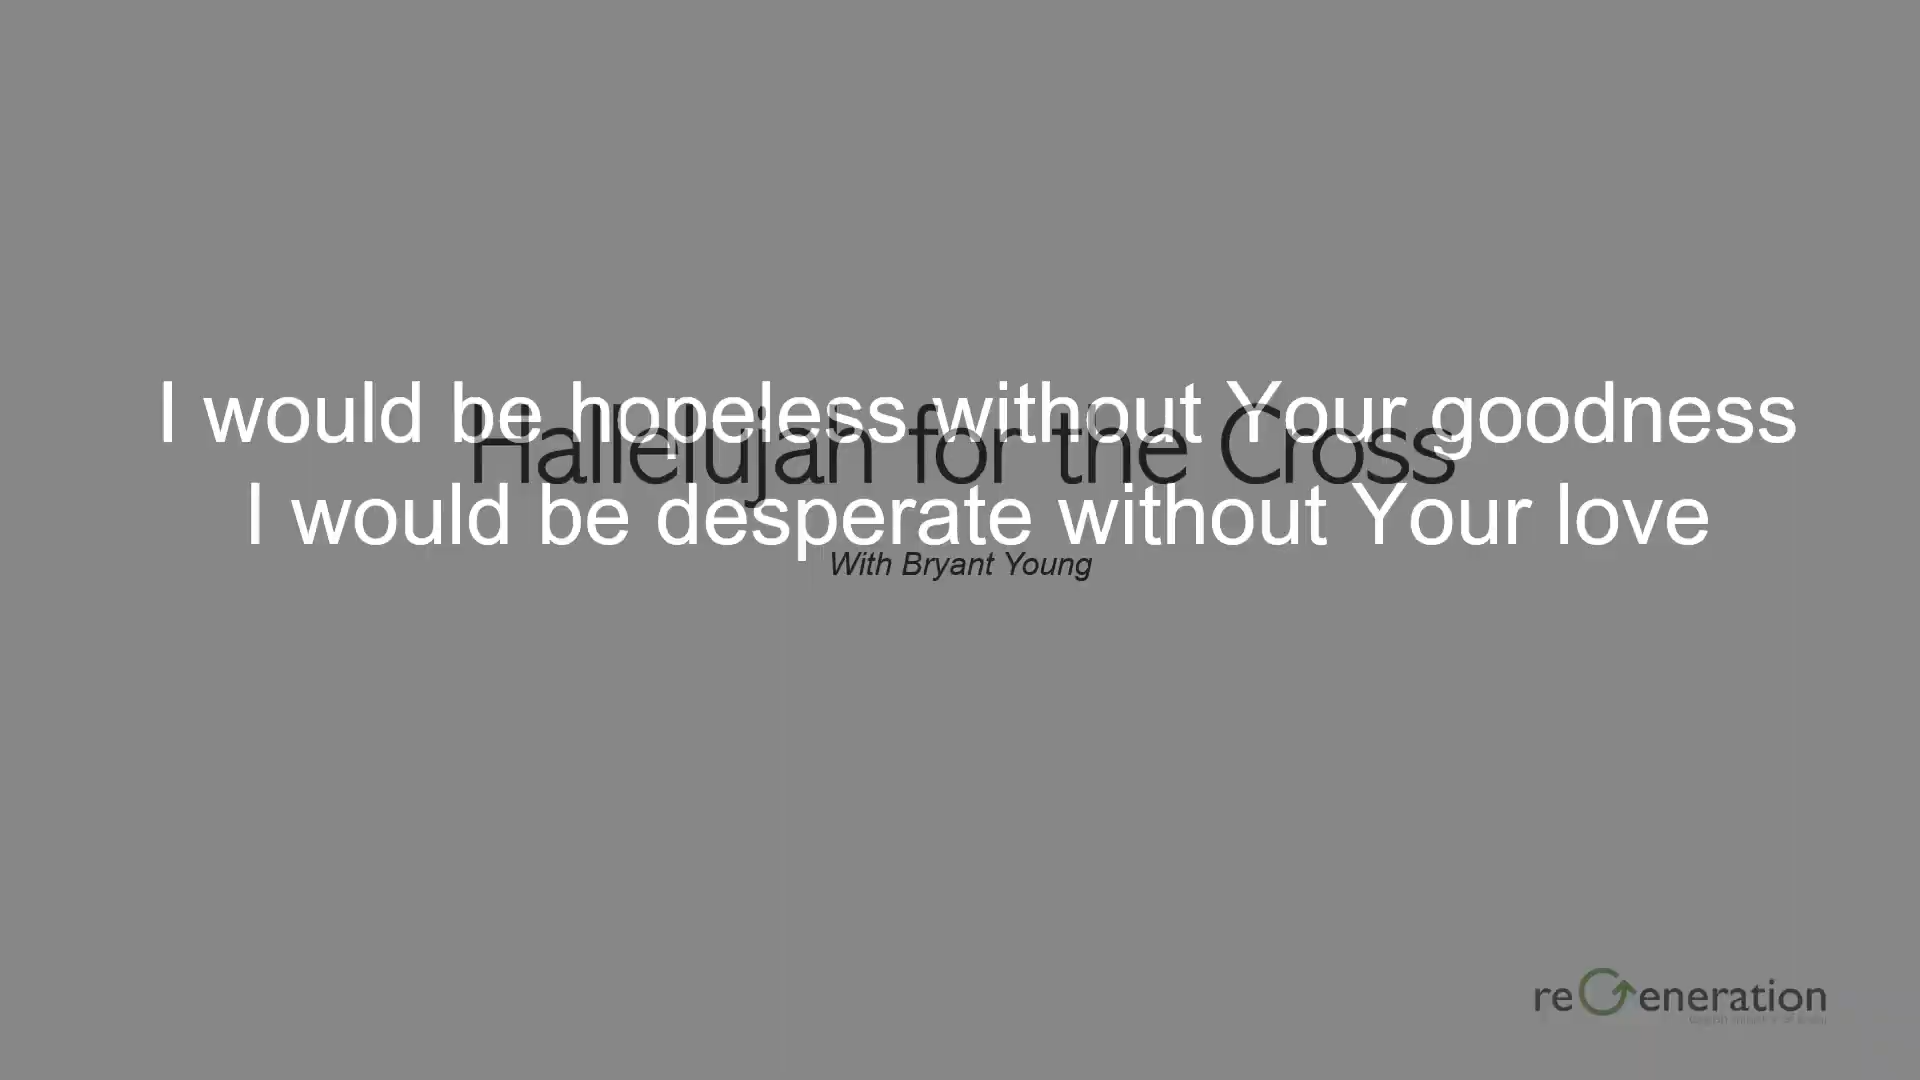 I would be hopeless without Your goodness
Hallelujah for the Cross
I would be desperate without Your love
With Bryant Young
reGeneration